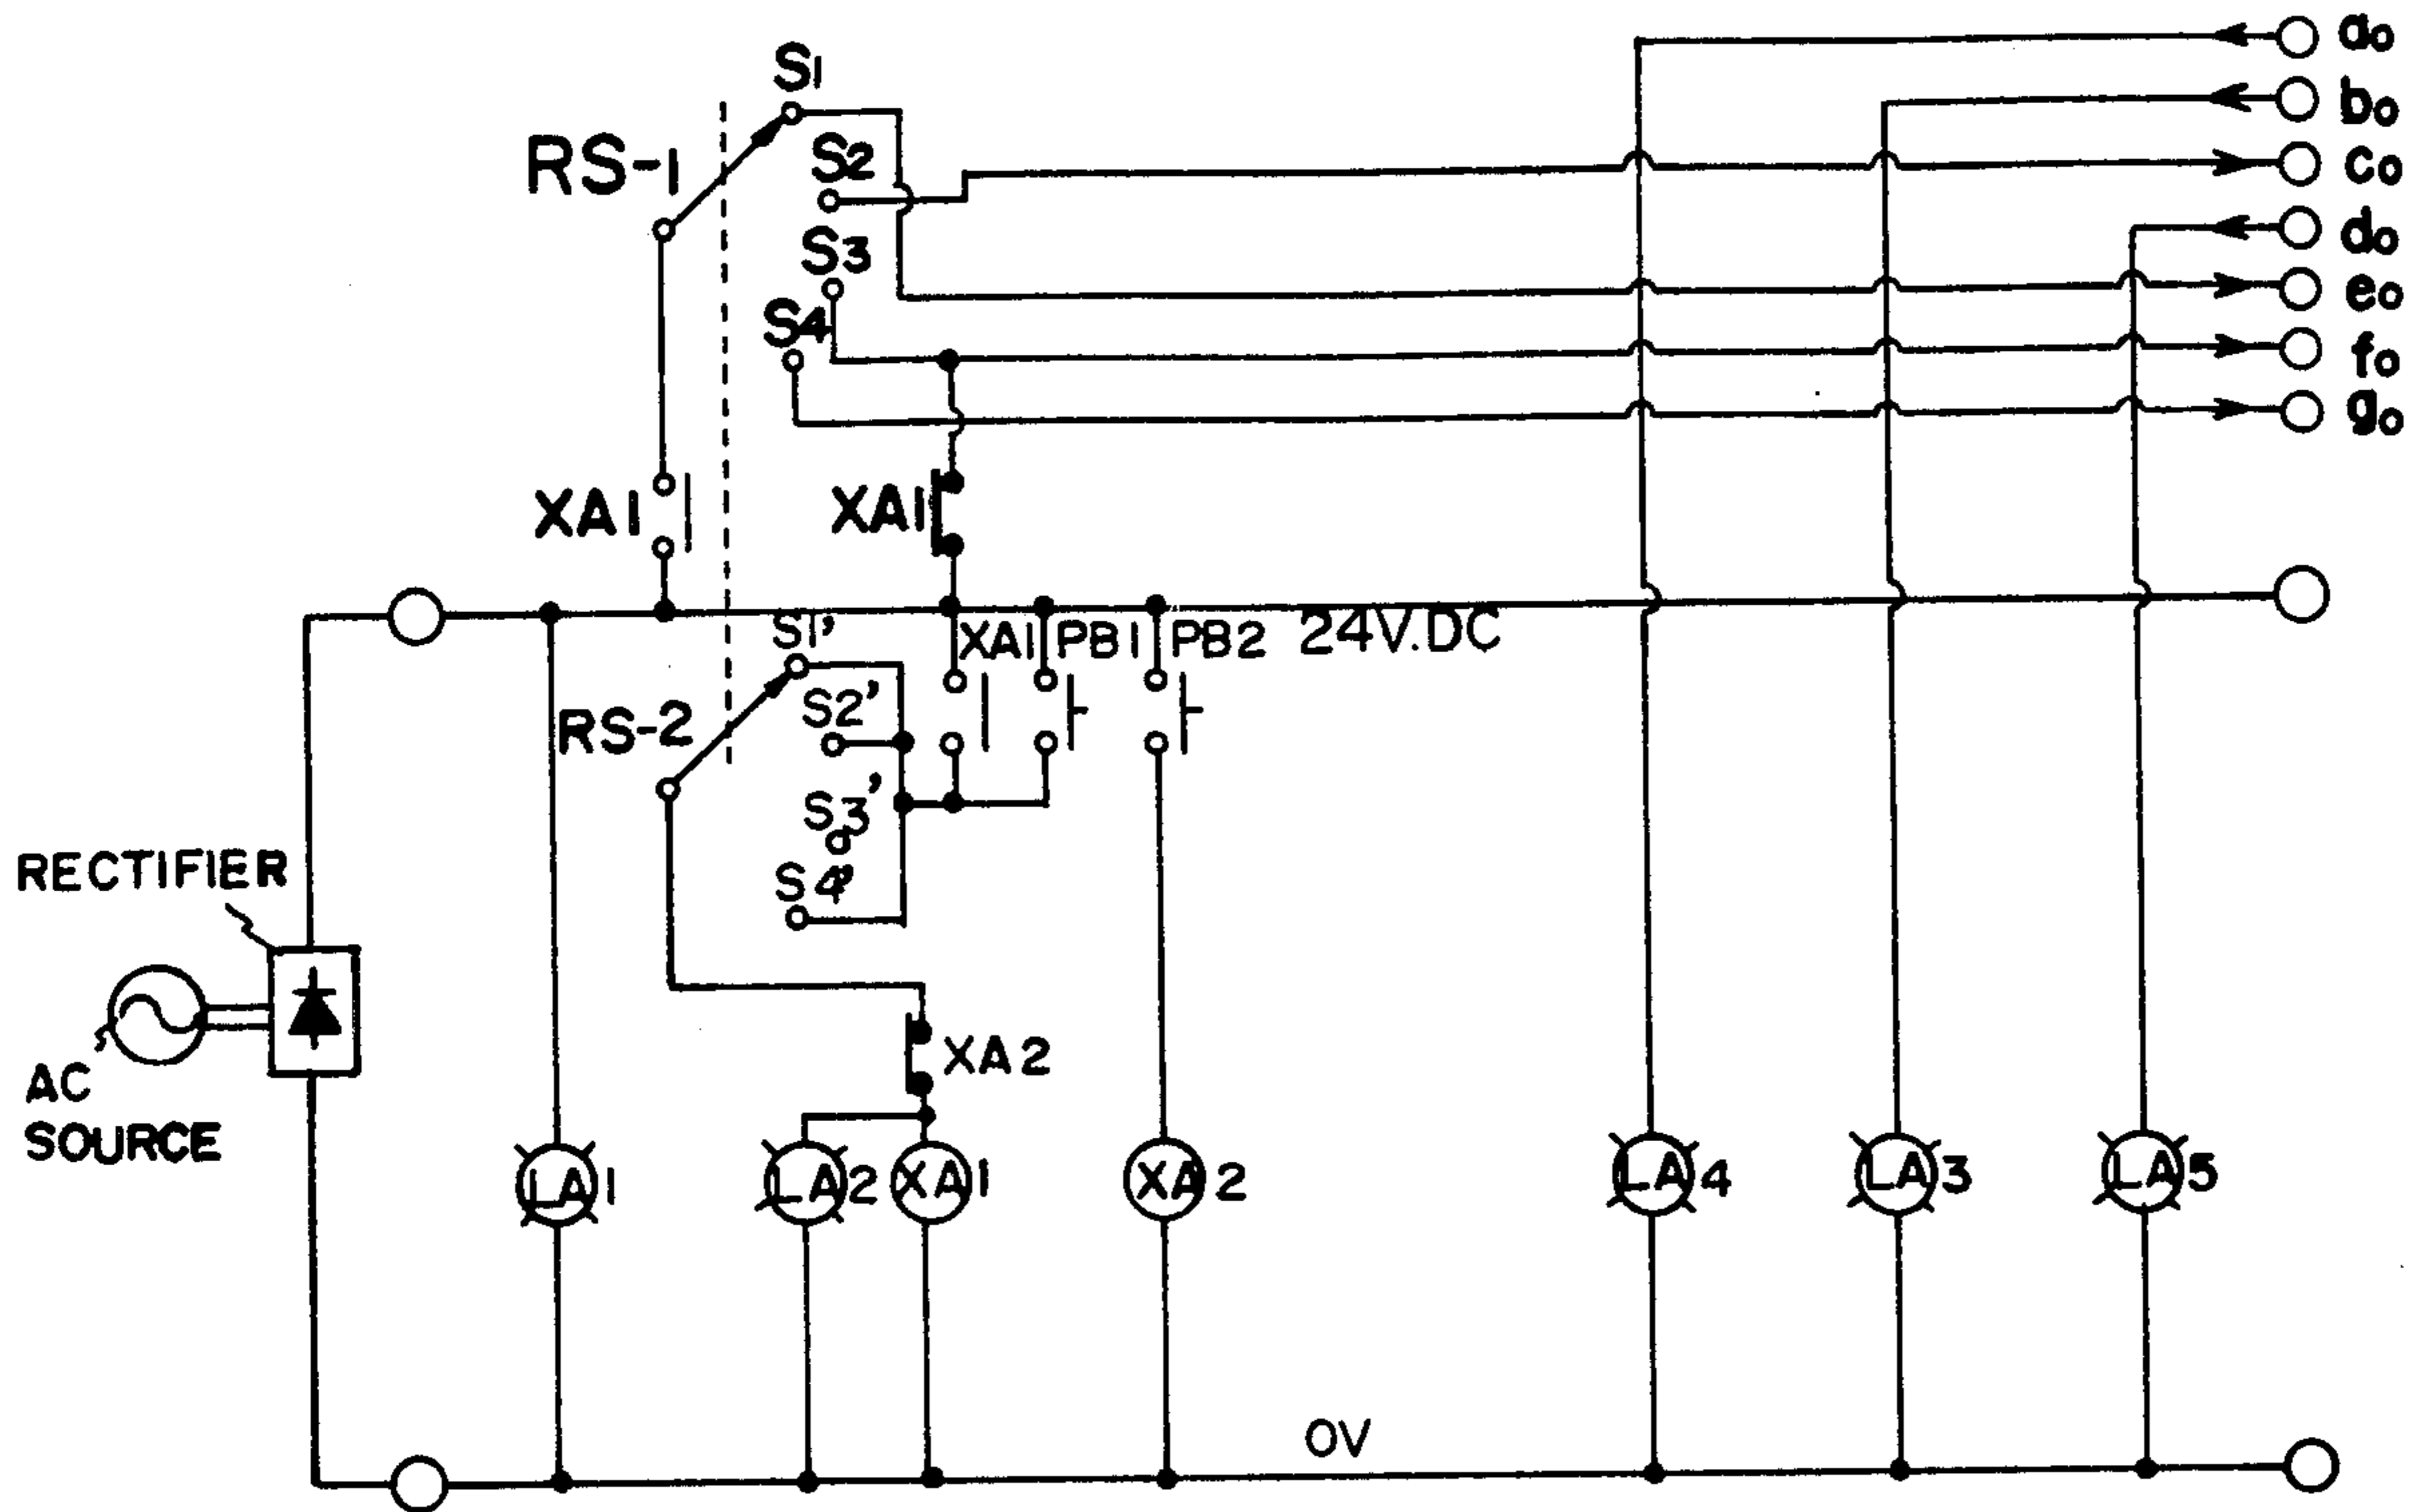 ao
S1
bo
RS-1
S2
co
do
S3
eo
S4
fo
go
XA1
XA1
S1'
XA1
PB1
PB2
24V.DC
S2'
RS-2
S3'
RECTIFIER
S4'
XA2
AC
SOURCE
LA1
LA2
XA1
XA2
LA4
LA3
LA5
0V